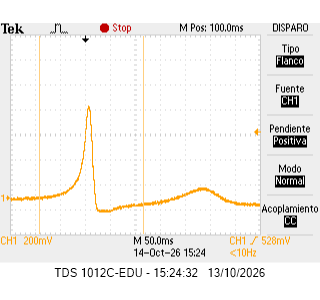 Tek
Stop
M Pos: 100.0ms
DISPARO
Tipo
Flanco
Fuente
CH1
Pendiente
Positiva
Modo
Normal
Acoplamiento
CC
1
CH1 200mV
M 50.0ms
CH1 / 528mV
14-Oct-26 15:24
<10Hz
TDS 1012C-EDU - 15:24:32 13/10/2026